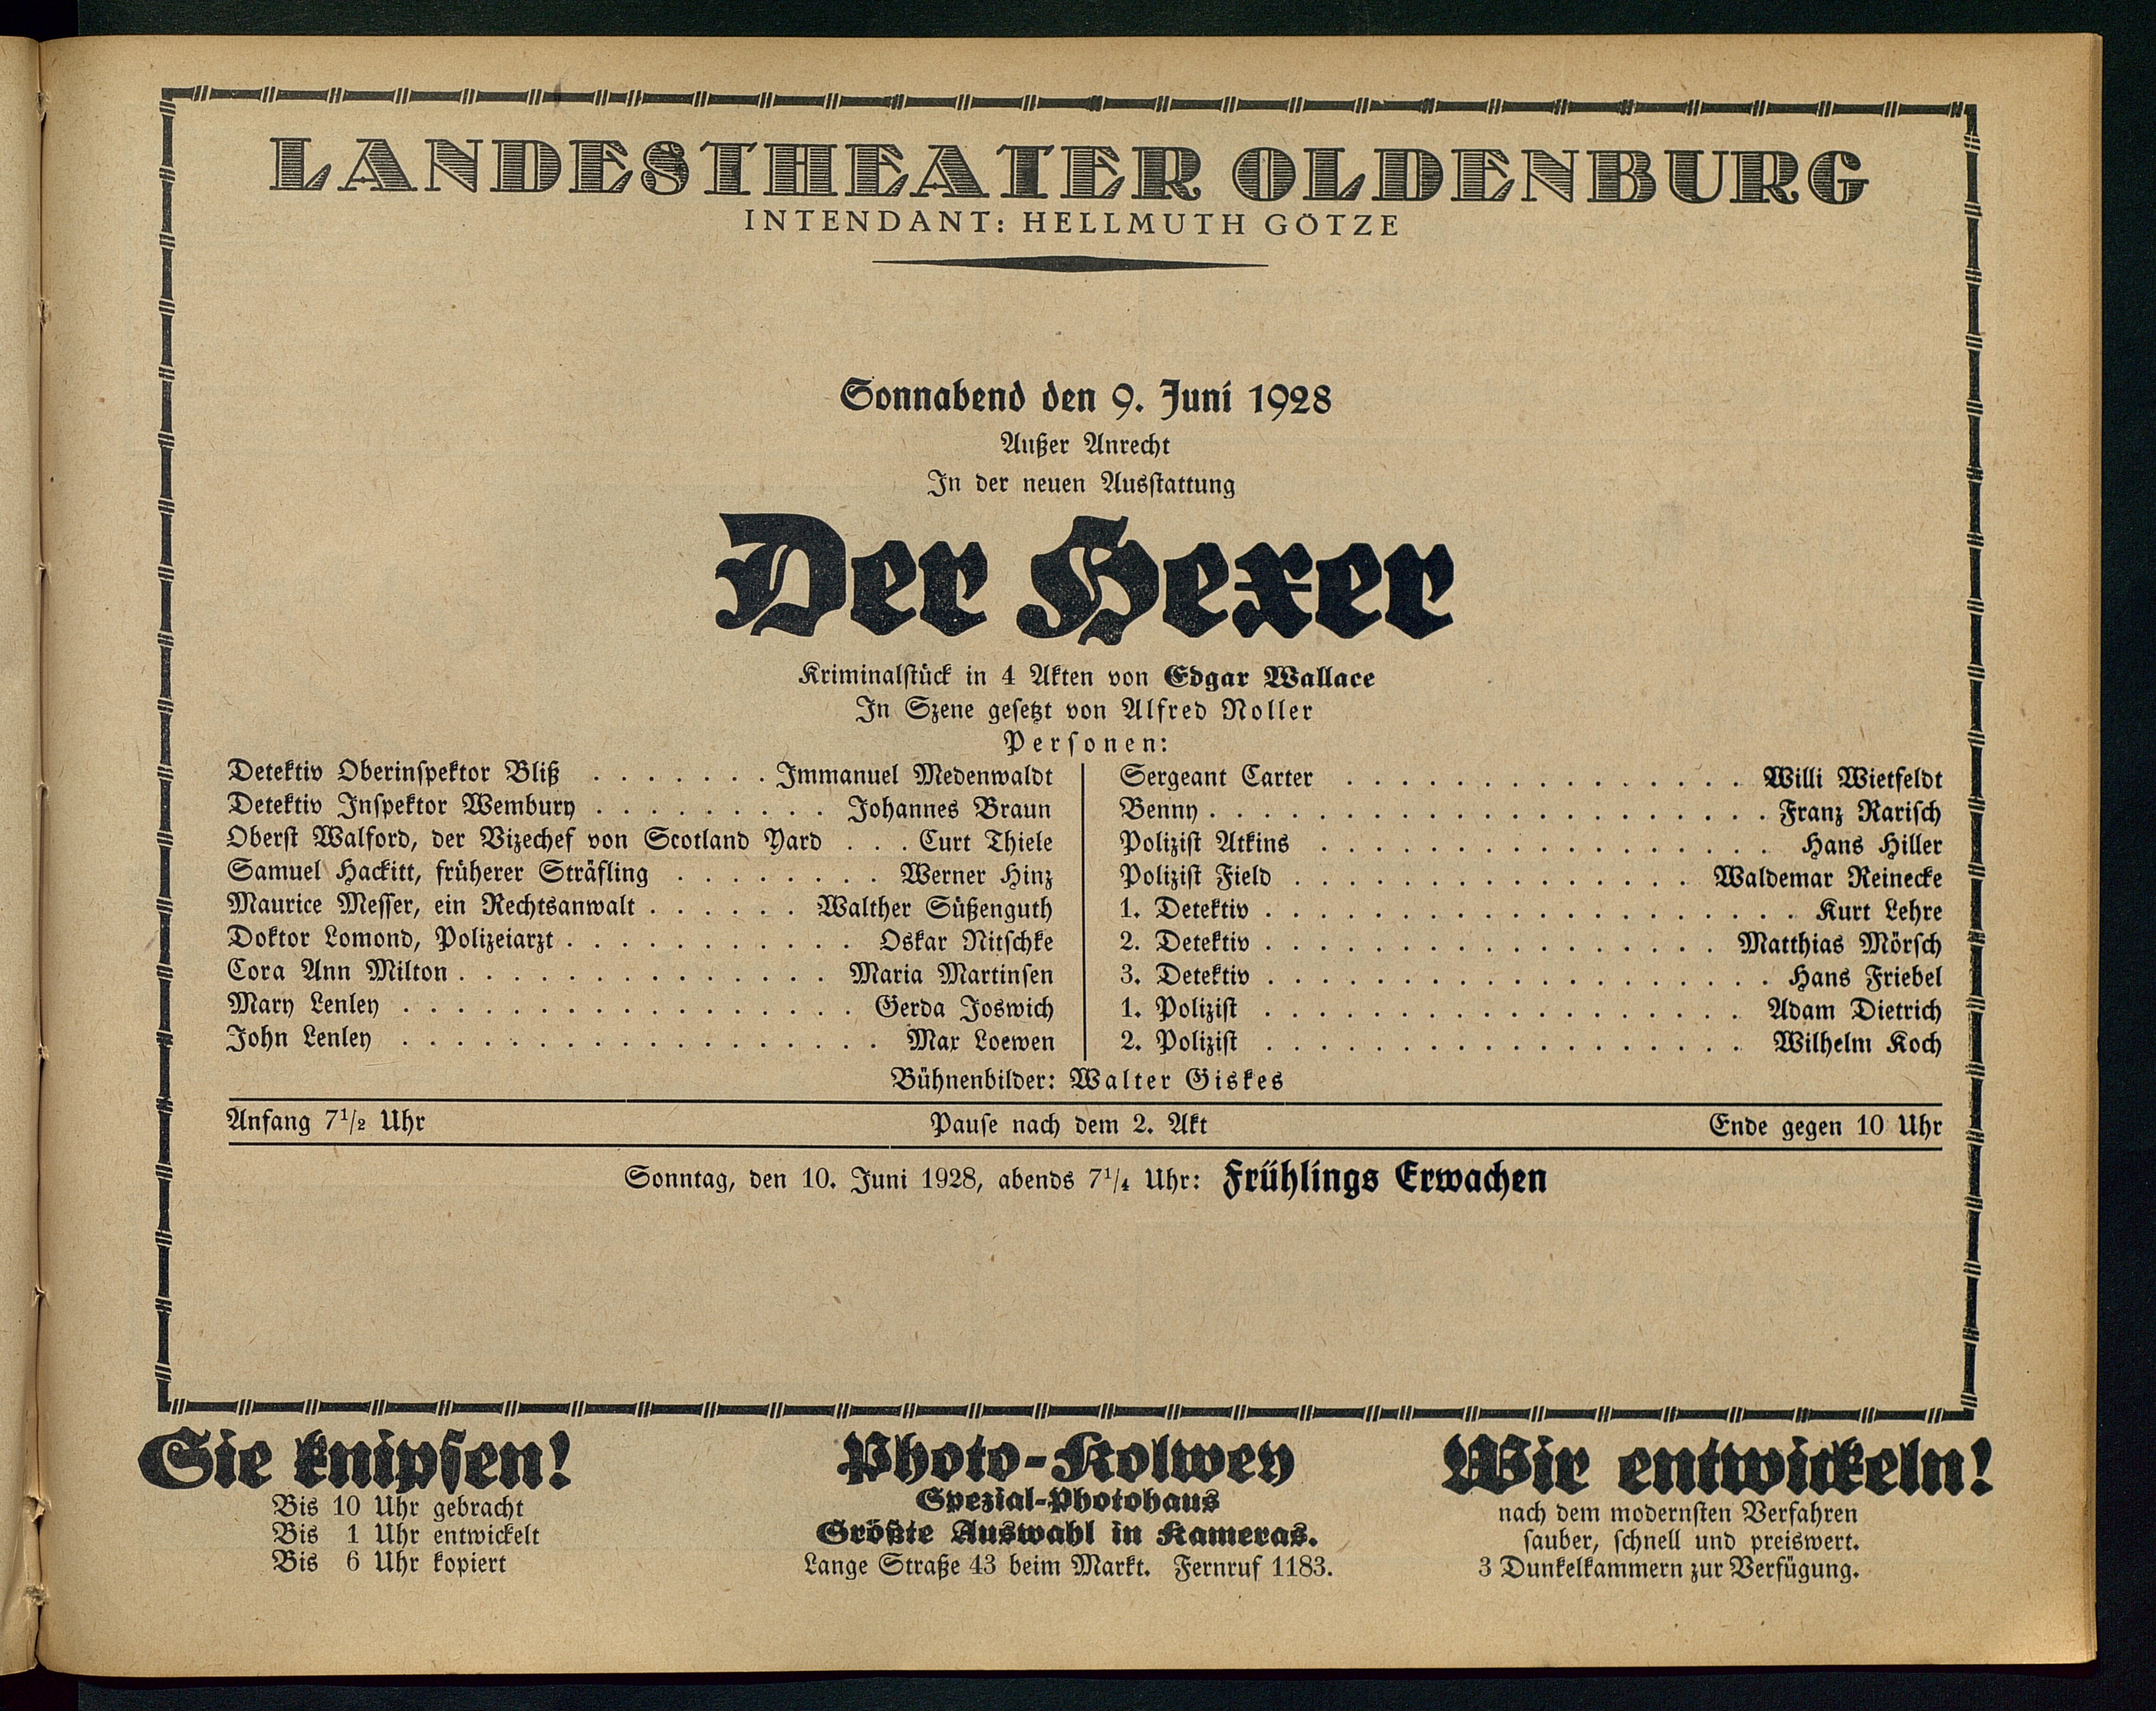 LANDESTHEATER OLDENBURG
INTENDANT: HELLMUTH GÖTZE
Sonnabend den 9. Juni 1928
Außer Anrecht
In der neuen Ausstattung
Der Hexer
Kriminalstück in 4 Akten von Edgar Wallace
In Szene gesetzt von Alfred Noller
Personen:
Detektiv Oberinspektor Bliß . . . . . . . Immanuel Medenwaldt
Detektiv Inspektor Wembury . . . . . . . . . Johannes Braun
Oberst Walford, der Vizechef von Scotland Yard . . . Curt Thiele
Samuel Hackitt, früherer Sträfling . . . . . . . . Werner Hinz
Maurice Messer, ein Rechtsanwalt . . . . . . Walther Süßenguth
Doktor Lomond, Polizeiarzt . . . . . . . . . . . Oskar Nitschke
Cora Ann Milton . . . . . . . . . . . . . . Maria Martinsen
Mary Lenley . . . . . . . . . . . . . . . . . Gerda Joswich
John Lenley . . . . . . . . . . . . . . . . . . Max Loewen
Sergeant Carter . . . . . . . . . . . . . . . Willi Wietfeldt
Benny . . . . . . . . . . . . . . . . . . . . . Franz Rarisch
Polizist Atkins . . . . . . . . . . . . . . . . . Hans Hiller
Polizist Field . . . . . . . . . . . . . . . Waldemar Reinecke
1. Detektiv . . . . . . . . . . . . . . . . . . . . Kurt Lehre
2. Detektiv . . . . . . . . . . . . . . . . . Matthias Mörsch
3. Detektiv . . . . . . . . . . . . . . . . . . . Hans Friebel
1. Polizist . . . . . . . . . . . . . . . . . . Adam Dietrich
2. Polizist . . . . . . . . . . . . . . . . . . Wilhelm Koch
Bühnenbilder: Walter Giskes
Anfang 7½ Uhr Pause nach dem 2. Akt Ende gegen 10 Uhr
Sonntag, den 10. Juni 1928, abends 7¼ Uhr: Frühlings Erwachen
Sie knipsen!
Bis 10 Uhr gebracht
Bis 1 Uhr entwickelt
Bis 6 Uhr kopiert
Photo-Kolwey
Spezial-Photohaus
Größte Auswahl in Kameras.
Lange Straße 43 beim Markt. Fernruf 1183.
Wir entwickeln!
nach dem modernsten Verfahren
sauber, schnell und preiswert.
3 Dunkelkammern zur Verfügung.